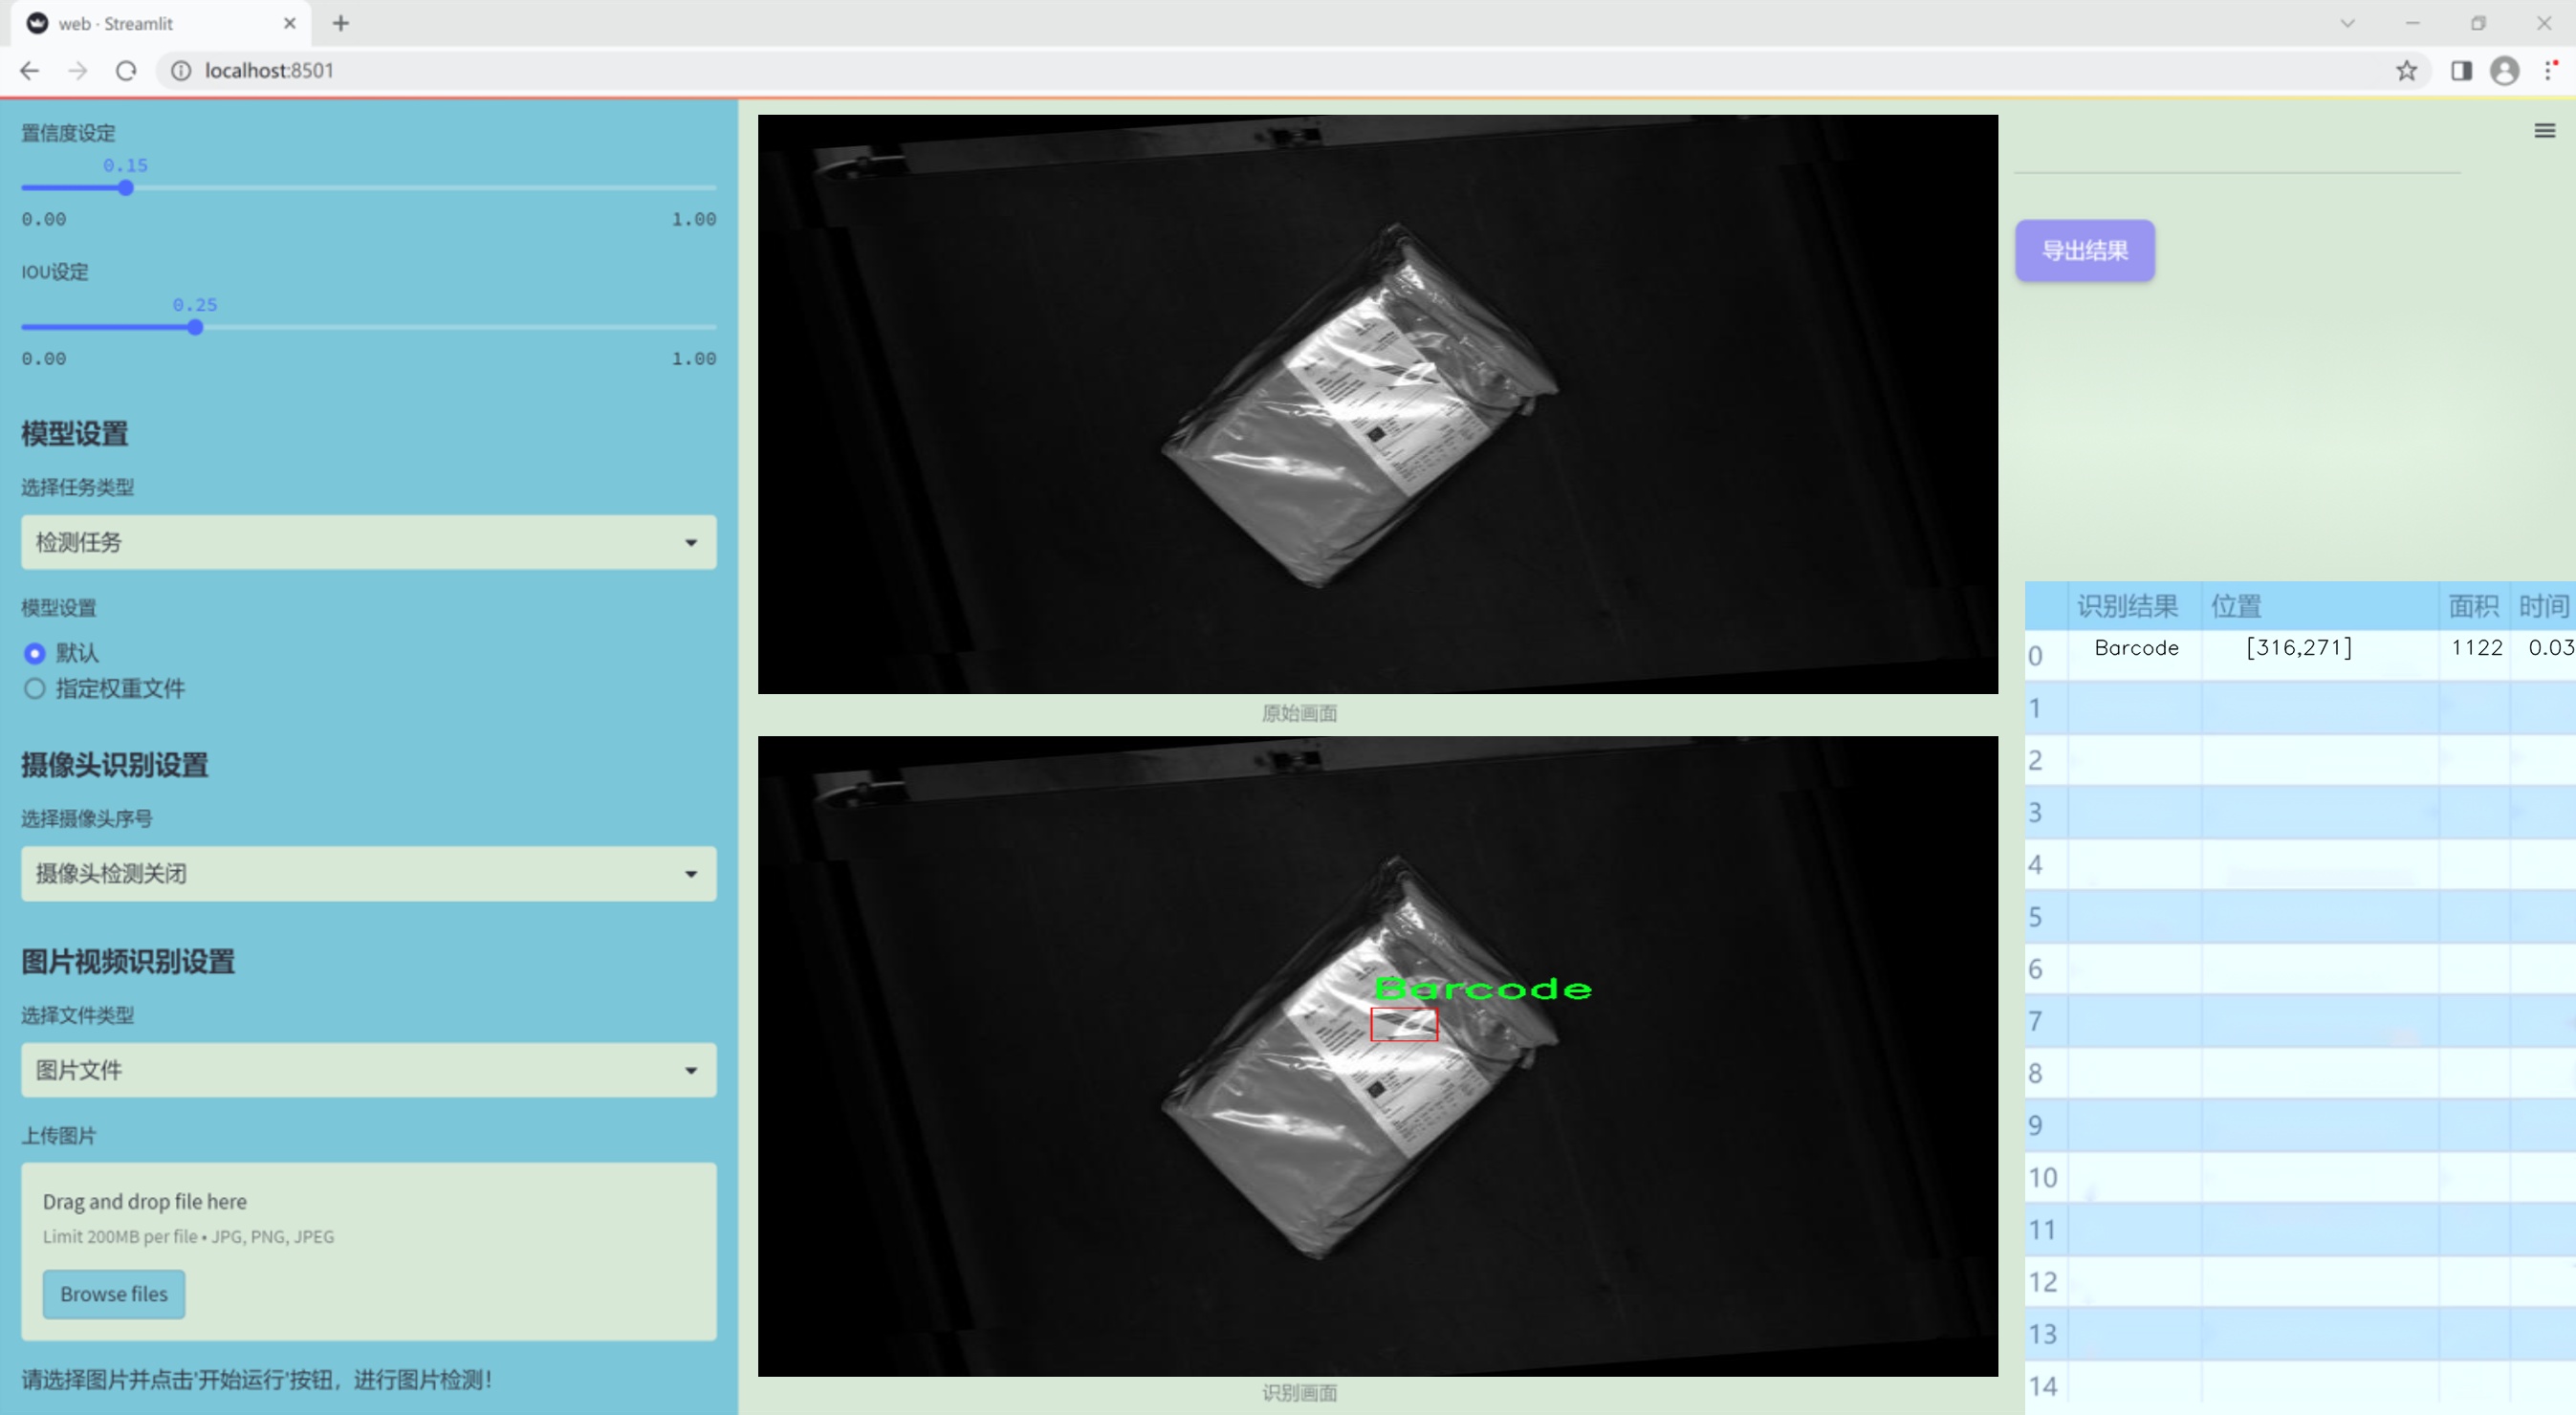 web · Streamlit
localhost:8501
置信度设定
0.15
0.00 1.00
IOU设定
0.25
0.00 1.00
模型设置
选择任务类型
检测任务
模型设置
默认
指定权重文件
摄像头识别设置
选择摄像头序号
摄像头检测关闭
图片视频识别设置
选择文件类型
图片文件
上传图片
Drag and drop file here
Limit 200MB per file • JPG, PNG, JPEG
Browse files
请选择图片并点击'开始运行'按钮，进行图片检测！
原始画面
Barcode
识别画面
导出结果
识别结果 位置 面积 时间
0 Barcode [316,271] 1122 0.03
1
2
3
4
5
6
7
8
9
10
11
12
13
14